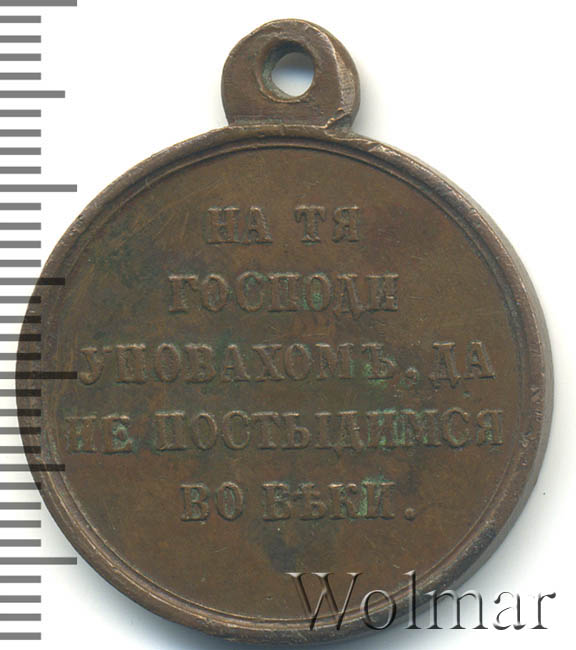 НА ТЯ
ГОСПОДИ
УПОВАХОМЪ, ДА
НЕ ПОСТЫДИМСЯ
ВО ВѢКИ.
Wolmar